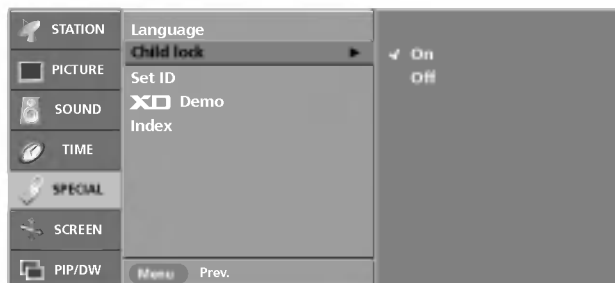 STATION
PICTURE
SOUND
TIME
SPECIAL
SCREEN
PIP/DW
Language
Child lock
Set ID
XD Demo
Index
Menu Prev.
On
Off